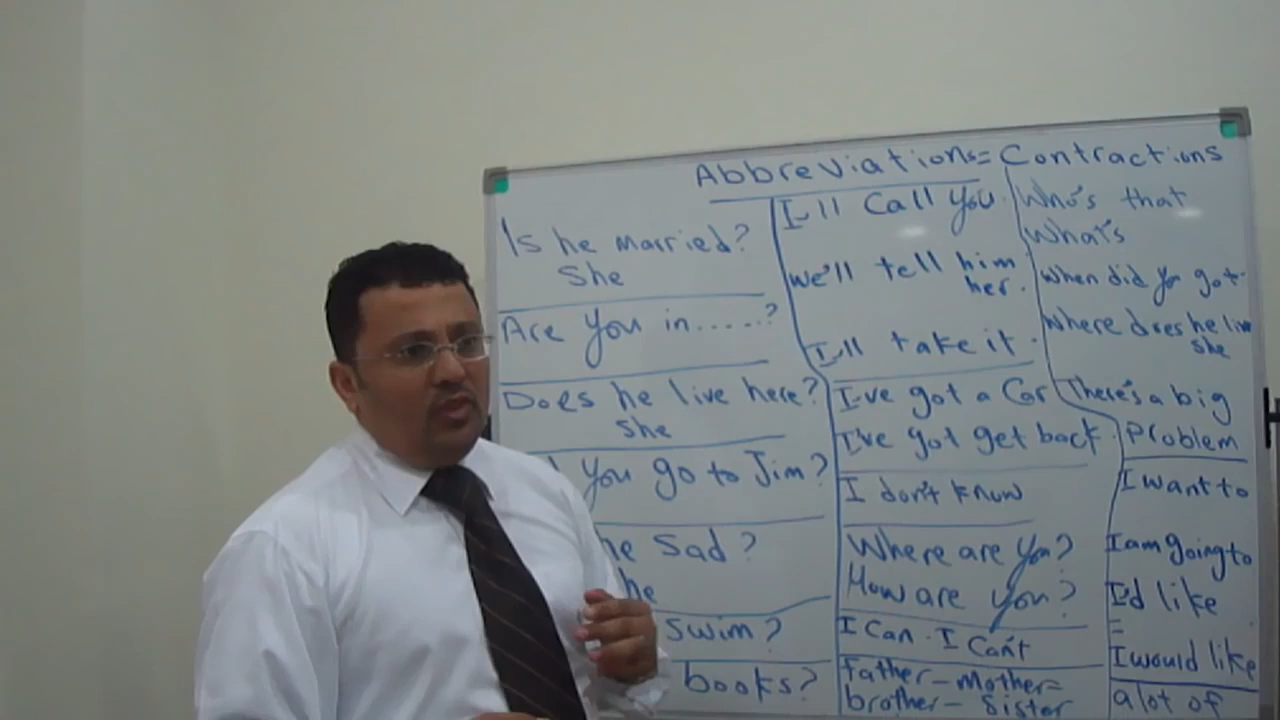 Abbreviations = Contractions
Is he married?
She
Are you in......?
Does he live here?
She
you go to Jim?
he sad?
he
swim?
books?
I'll call you.
we'll tell him
her.
I'll take it.
I've got a car
I've got get back.
I don't know
Where are you?
How are you?
I can. I can't
father - Mother =
brother - sister
Who's that
What's
when did you got.
where does he live
she
There's a big
problem
I want to
I am going to
I'd like
=
I would like
a lot of